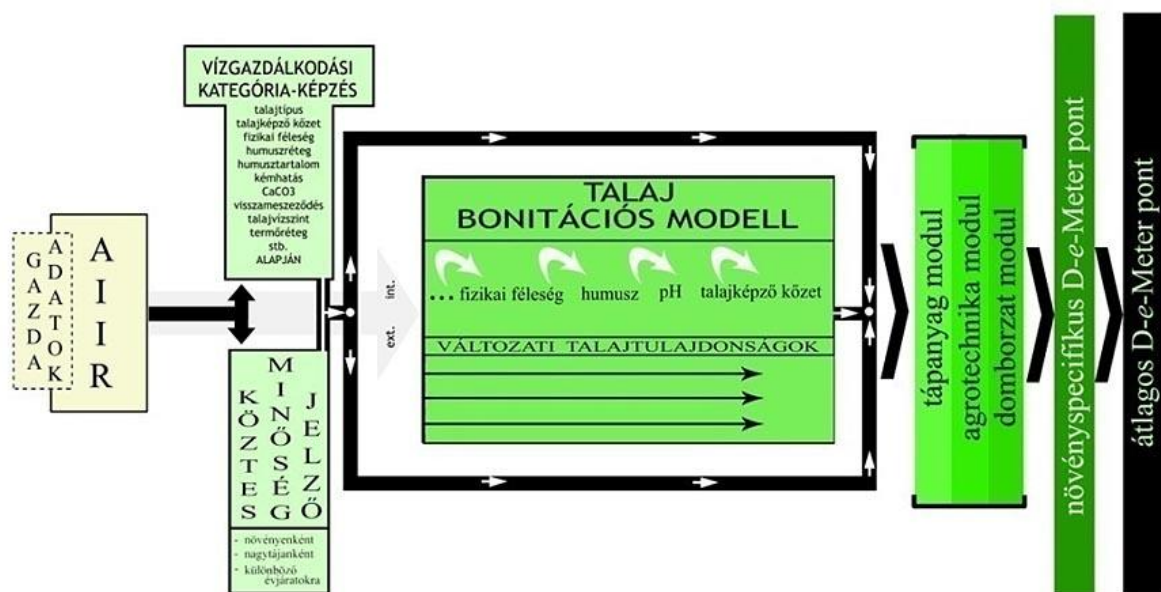 GAZDA
ADATOK
AIIR
VÍZGAZDÁLKODÁSI
KATEGÓRIA-KÉPZÉS
talajtípus
talajképző kőzet
fizikai féleség
humuszréteg
humusztartalom
kémhatás
CaCO3
visszameszeződés
talajvízszint
termőréteg
stb.
ALAPJÁN
KÖZTES
MINŐSÉG
JELZŐ
- növényenként
- nagytájanként
- különböző
évjáratokra
int.
ext.
TALAJ
BONITÁCIÓS MODELL
... fizikai féleség humusz pH talajképző kőzet
VÁLTOZATI TALAJTULAJDONSÁGOK
tápanyag modul
agrotechnika modul
domborzat modul
növényspecifikus D-e-Meter pont
átlagos D-e-Meter pont